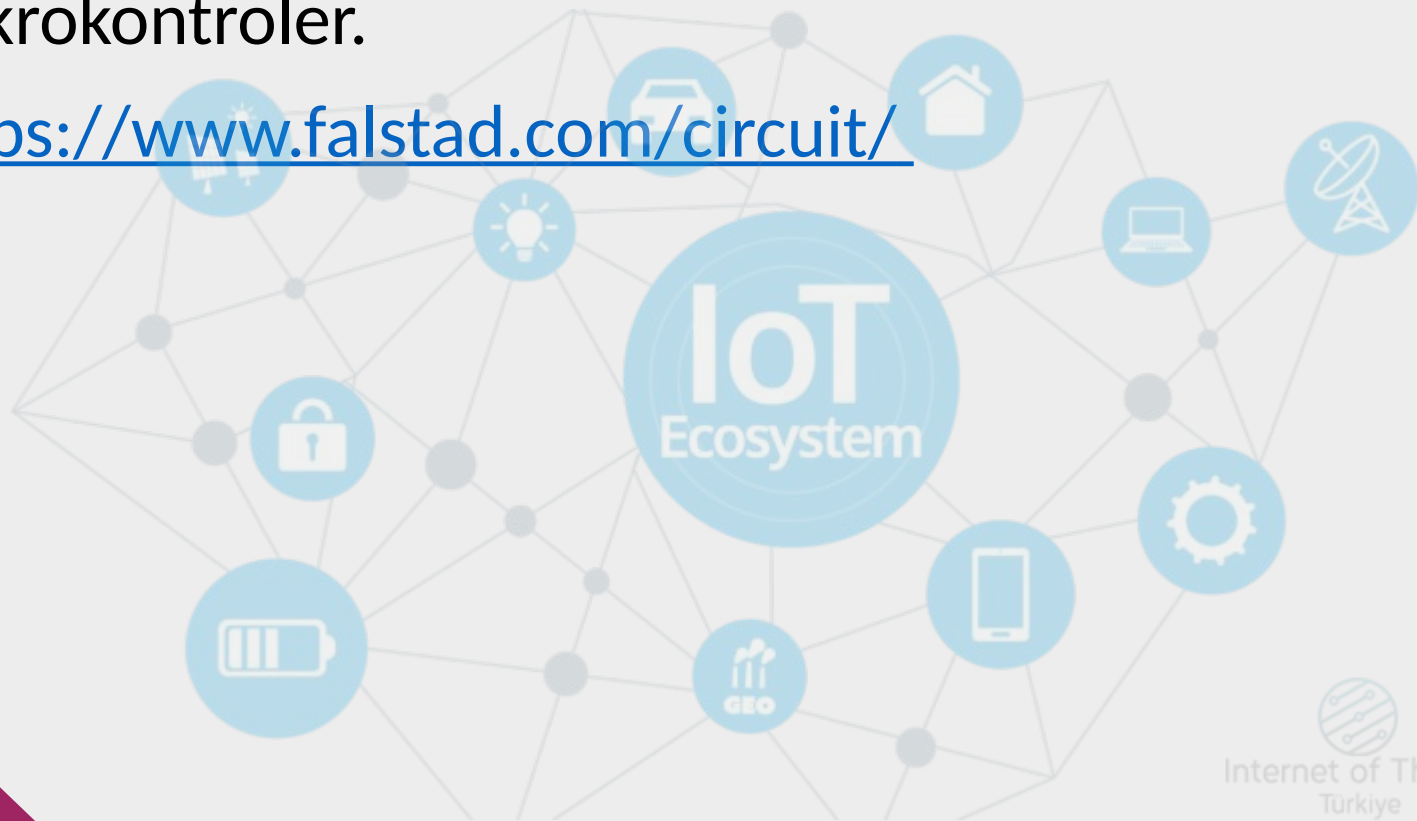 krokontroler.
ps://www.falstad.com/circuit/
IoT
Ecosystem
GEO
Internet of Th
Türkiye